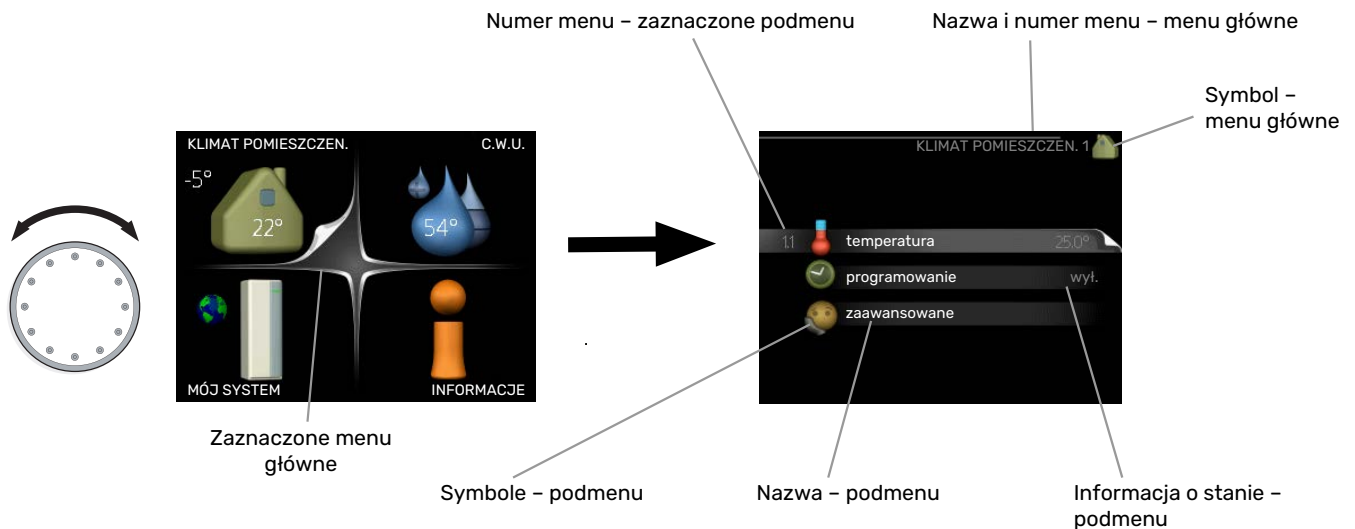 Numer menu – zaznaczone podmenu
Nazwa i numer menu – menu główne
Symbol –
menu główne
KLIMAT POMIESZCZEN.
C.W.U.
-5°
22°
54°
MÓJ SYSTEM
INFORMACJE
KLIMAT POMIESZCZEN. 1
1.1
temperatura
25.0°
programowanie
wył.
zaawansowane
Zaznaczone menu
główne
Symbole – podmenu
Nazwa – podmenu
Informacja o stanie –
podmenu